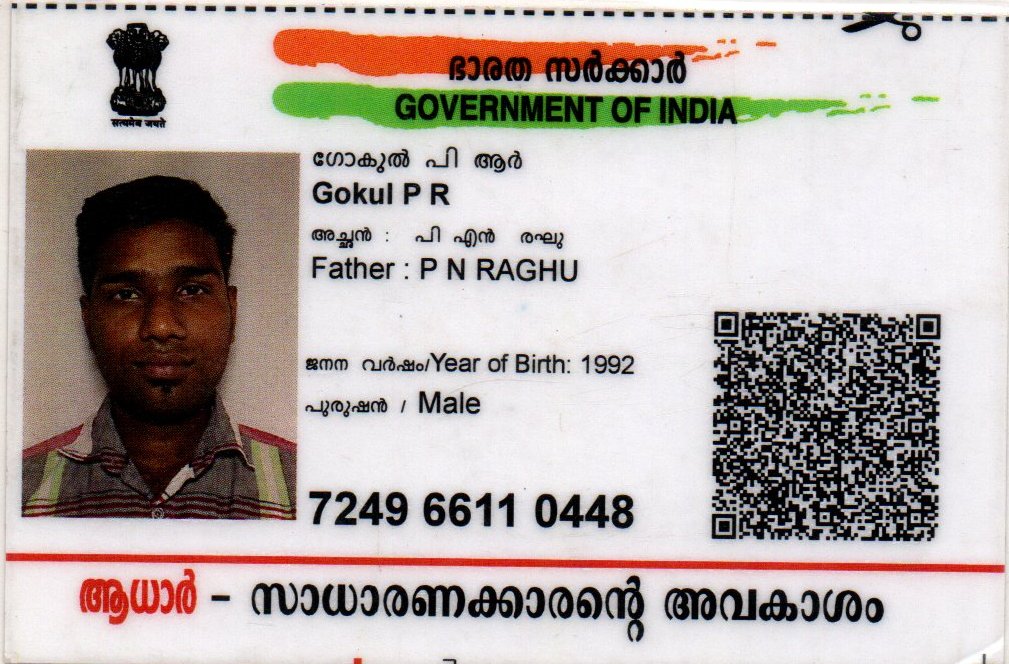 सत्यमेव जयते
ഭാരത സർക്കാർ
GOVERNMENT OF INDIA
ഗോകുൽ പി ആർ
Gokul P R
അച്ഛൻ : പി എൻ രഘു
Father : P N RAGHU
ജനന വർഷം/Year of Birth: 1992
പുരുഷൻ / Male
7249 6611 0448
ആധാർ – സാധാരണക്കാരന്റെ അവകാശം